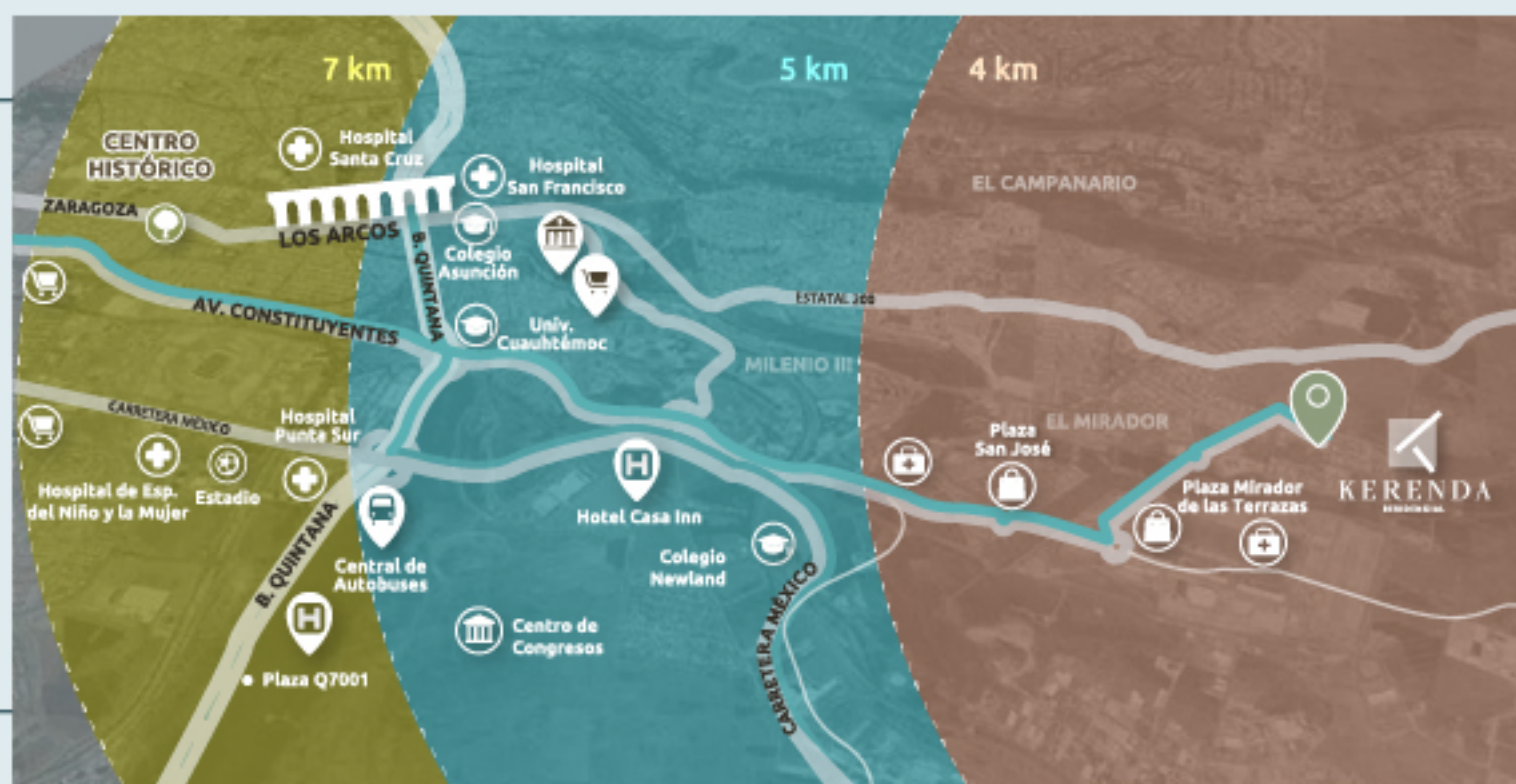 7 km
5 km
4 km
CENTRO
HISTÓRICO
Hospital
Santa Cruz
Hospital
San Francisco
EL CAMPANARIO
ZARAGOZA
LOS ARCOS
B. QUINTANA
Colegio
Asunción
AV. CONSTITUYENTES
Univ.
Cuauhtémoc
ESTATAL 200
MILENIO III
CARRETERA MÉXICO
Hospital
Punta Sur
EL MIRADOR
Plaza
San José
Hospital de Esp.
del Niño y la Mujer
Estadio
Plaza Mirador
de las Terrazas
KERENDA
RESIDENCIAL
Hotel Casa Inn
B. QUINTANA
Central de
Autobuses
Colegio
Newland
CARRETERA MÉXICO
Centro de
Congresos
Plaza Q7001